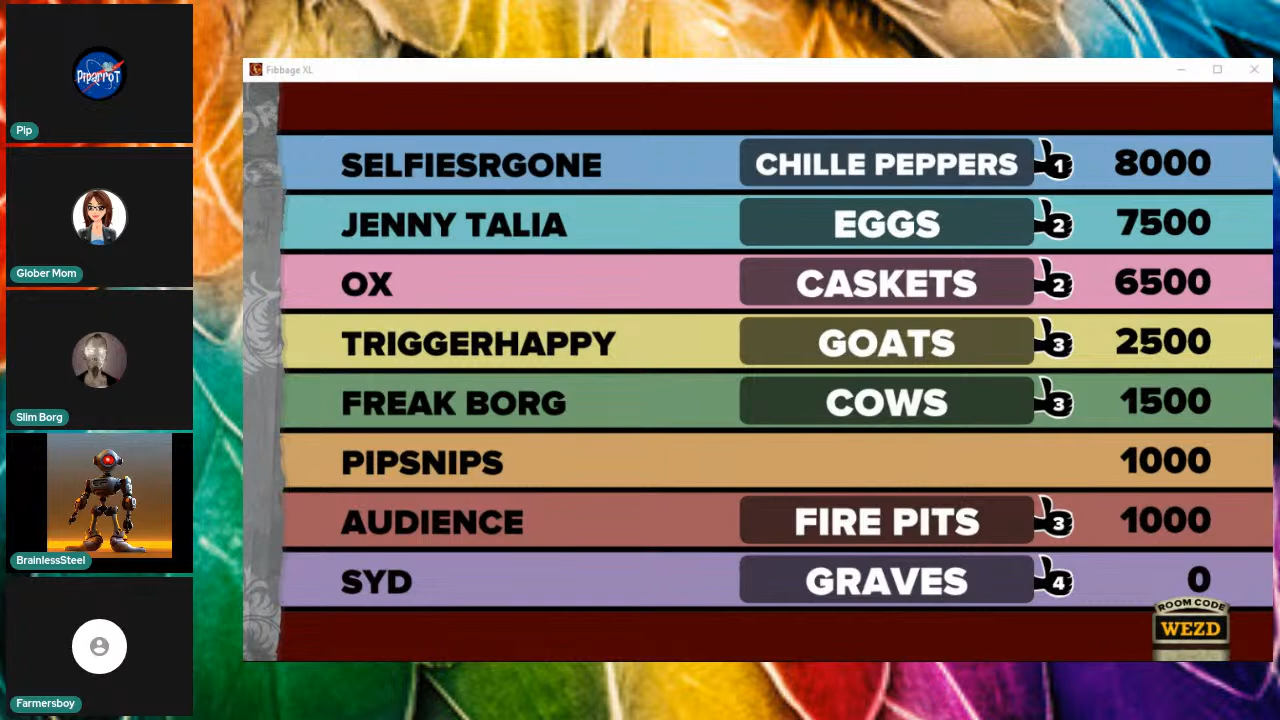 PiparroT
Pip
Glober Mom
Slim Borg
BrainlessSteel
Farmersboy
Fibbage XL
SELFIESRGONE CHILLE PEPPERS 1 8000
JENNY TALIA EGGS 2 7500
OX CASKETS 2 6500
TRIGGERHAPPY GOATS 3 2500
FREAK BORG COWS 3 1500
PIPSNIPS 1000
AUDIENCE FIRE PITS 3 1000
SYD GRAVES 4 0
ROOM CODE
WEZD